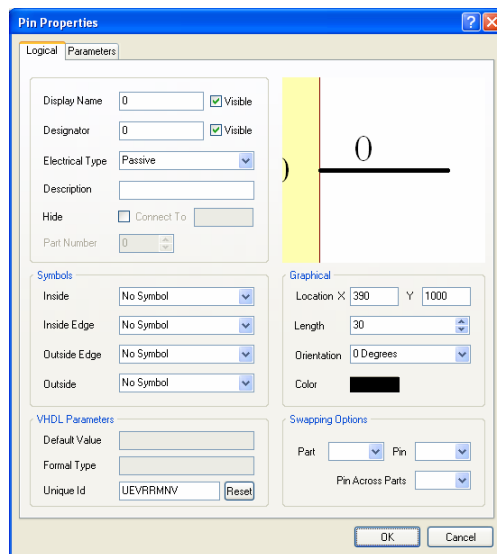 Pin Properties
Logical Parameters
Display Name 0 Visible
Designator 0 Visible
Electrical Type Passive
Description
Hide Connect To
Part Number 0
0
Symbols
Inside No Symbol
Inside Edge No Symbol
Outside Edge No Symbol
Outside No Symbol
Graphical
Location X 390 Y 1000
Length 30
Orientation 0 Degrees
Color
VHDL Parameters
Default Value
Formal Type
Unique Id UEVRRMNV Reset
Swapping Options
Part Pin
Pin Across Parts
OK Cancel